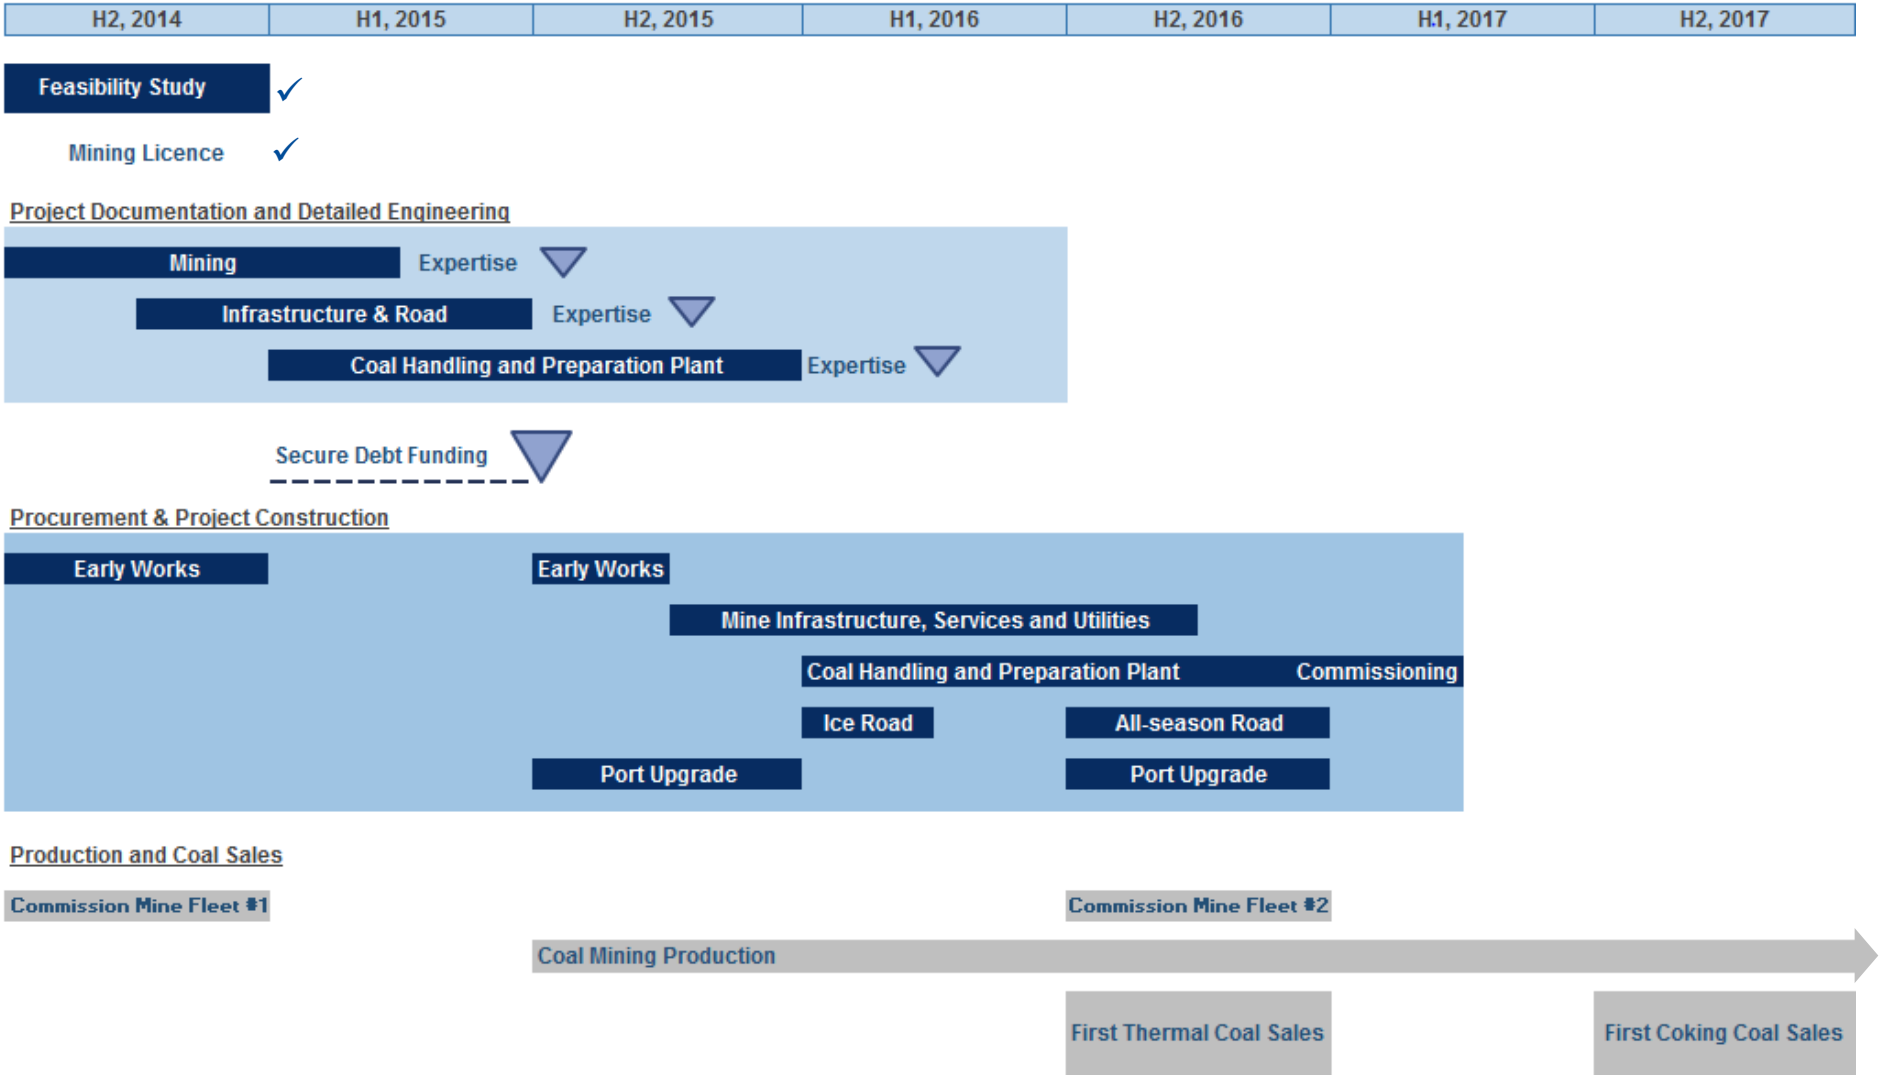 H2, 2014 H1, 2015 H2, 2015 H1, 2016 H2, 2016 H1, 2017 H2, 2017
Feasibility Study ✓
Mining Licence ✓
Project Documentation and Detailed Engineering
Mining Expertise
Infrastructure & Road Expertise
Coal Handling and Preparation Plant Expertise
Secure Debt Funding
Procurement & Project Construction
Early Works Early Works
Mine Infrastructure, Services and Utilities
Coal Handling and Preparation Plant Commissioning
Ice Road All-season Road
Port Upgrade Port Upgrade
Production and Coal Sales
Commission Mine Fleet #1 Commission Mine Fleet #2
Coal Mining Production
First Thermal Coal Sales First Coking Coal Sales